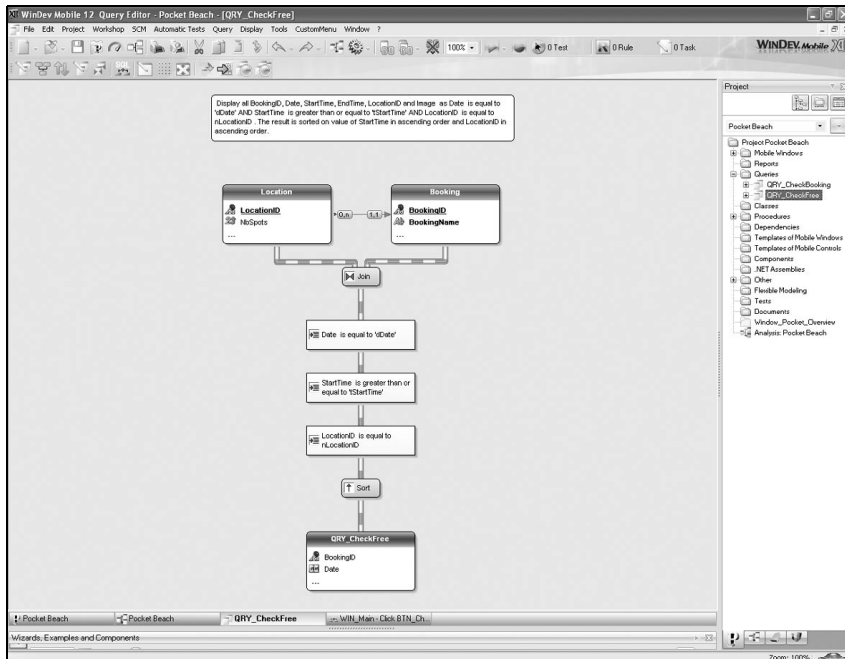 WinDev Mobile 12 Query Editor - Pocket Beach - [QRY_CheckFree]
File Edit Project Workshop SCM Automatic Tests Query Display Tools CustomMenu Window ?
100% 0 Test 0 Rule 0 Task WINDEV Mobile
Display all BookingID, Date, StartTime, EndTime, LocationID and Image as Date is equal to
'dDate' AND StartTime is greater than or equal to 'tStartTime' AND LocationID is equal to
nLocationID . The result is sorted on value of StartTime in ascending order and LocationID in
ascending order.
Location
LocationID
NbSpots
...
0,n 1,1
Booking
BookingID
BookingName
...
Join
Date is equal to 'dDate'
StartTime is greater than or
equal to 'tStartTime'
LocationID is equal to
nLocationID
Sort
QRY_CheckFree
BookingID
Date
...
Project
Pocket Beach
Project Pocket Beach
Mobile Windows
Reports
Queries
QRY_CheckBooking
QRY_CheckFree
Classes
Procedures
Dependencies
Templates of Mobile Windows
Templates of Mobile Controls
Components
.NET Assemblies
Other
Flexible Modeling
Tests
Documents
Window_Pocket_Overview
Analysis: Pocket Beach
Pocket Beach Pocket Beach QRY_CheckFree WIN_Main - Click BTN_Ch...
Wizards, Examples and Components
Zoom: 100%